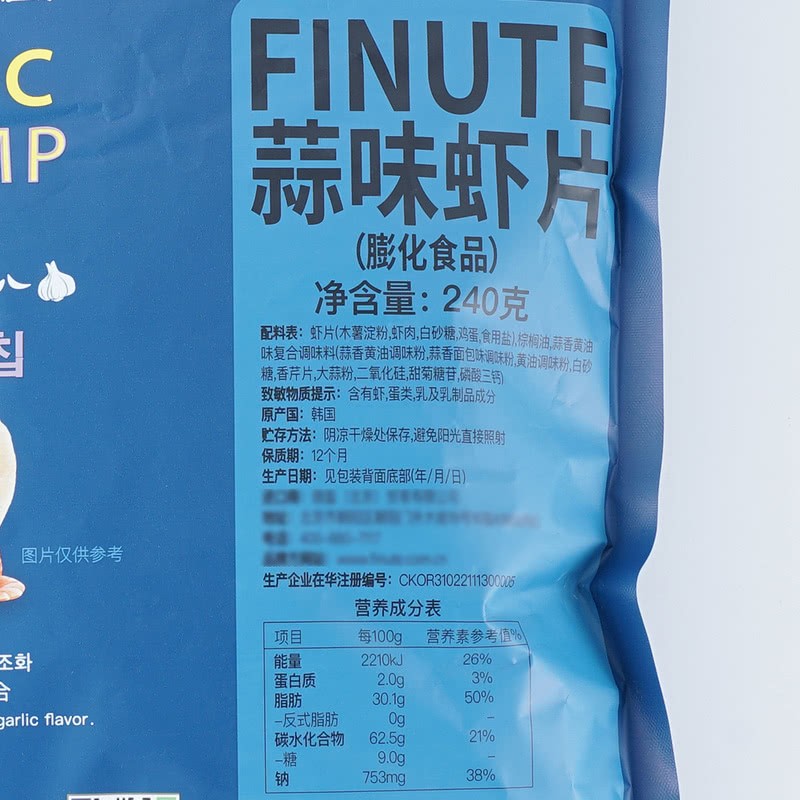 C
MP
칩
图片仅供参考
조화
合
garlic flavor.
FINUTE
蒜味虾片
(膨化食品)
净含量：240克
配料表：虾片(木薯淀粉,虾肉,白砂糖,鸡蛋,食用盐),棕榈油,蒜香黄油
味复合调味料(蒜香黄油调味粉,蒜香面包味调味粉,黄油调味粉,白砂
糖,香芹片,大蒜粉,二氧化硅,甜菊糖苷,磷酸三钙)
致敏物质提示：含有虾,蛋类,乳及乳制品成分
原产国：韩国
贮存方法：阴凉干燥处保存,避免阳光直接照射
保质期：12个月
生产日期：见包装背面底部(年/月/日)
生产企业在华注册编号：CKOR31022111300006
营养成分表
项目 每100g 营养素参考值%
能量 2210kJ 26%
蛋白质 2.0g 3%
脂肪 30.1g 50%
-反式脂肪 0g -
碳水化合物 62.5g 21%
-糖 9.0g -
钠 753mg 38%